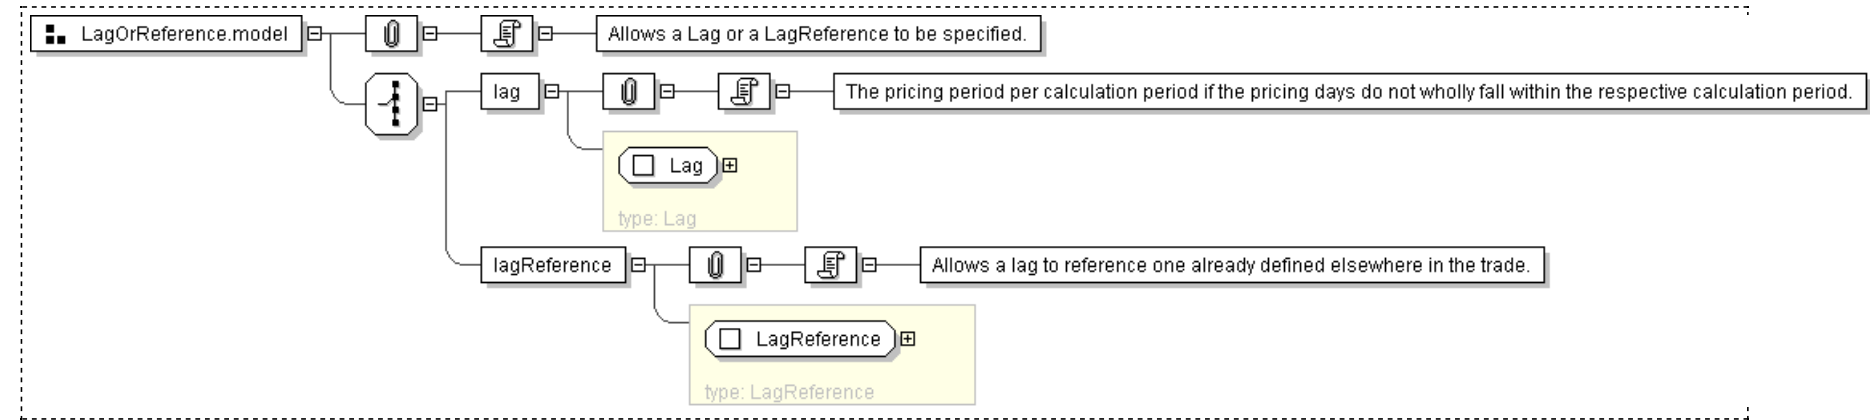 LagOrReference.model
Allows a Lag or a LagReference to be specified.
lag
The pricing period per calculation period if the pricing days do not wholly fall within the respective calculation period.
Lag
type: Lag
lagReference
Allows a lag to reference one already defined elsewhere in the trade.
LagReference
type: LagReference